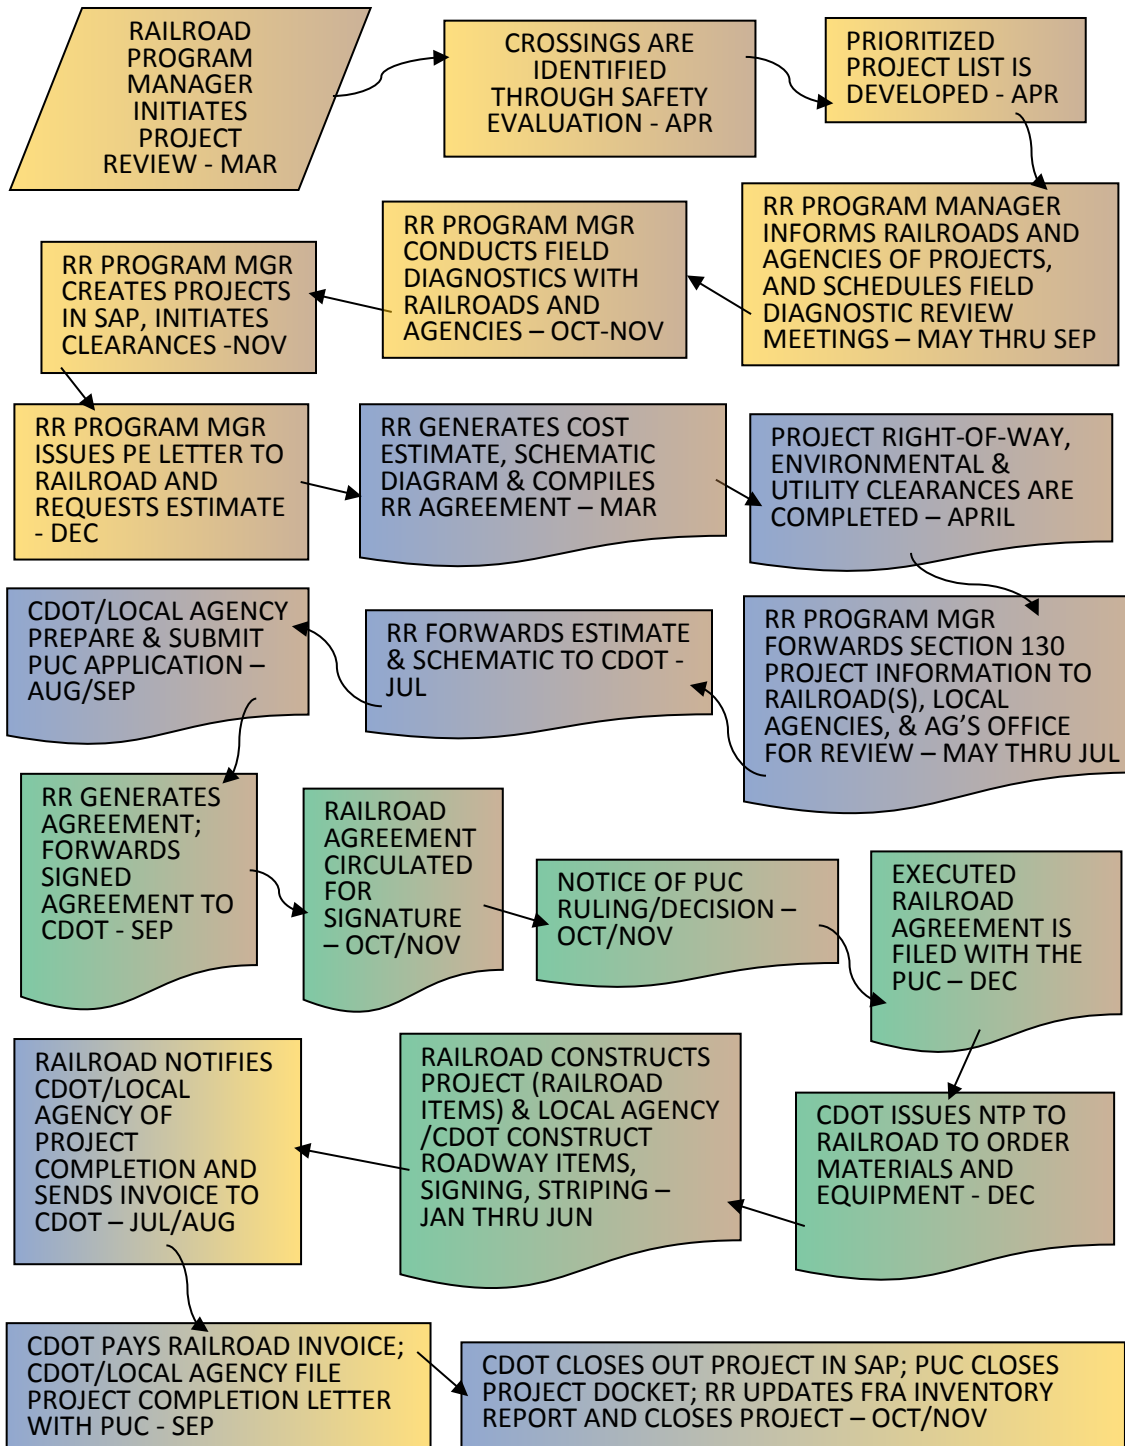 RAILROAD
PROGRAM
MANAGER
INITIATES
PROJECT
REVIEW - MAR
CROSSINGS ARE
IDENTIFIED
THROUGH SAFETY
EVALUATION - APR
PRIORITIZED
PROJECT LIST IS
DEVELOPED - APR
RR PROGRAM MANAGER
INFORMS RAILROADS AND
AGENCIES OF PROJECTS,
AND SCHEDULES FIELD
DIAGNOSTIC REVIEW
MEETINGS – MAY THRU SEP
RR PROGRAM MGR
CONDUCTS FIELD
DIAGNOSTICS WITH
RAILROADS AND
AGENCIES – OCT-NOV
RR PROGRAM MGR
CREATES PROJECTS
IN SAP, INITIATES
CLEARANCES -NOV
RR PROGRAM MGR
ISSUES PE LETTER TO
RAILROAD AND
REQUESTS ESTIMATE
- DEC
RR GENERATES COST
ESTIMATE, SCHEMATIC
DIAGRAM & COMPILES
RR AGREEMENT – MAR
PROJECT RIGHT-OF-WAY,
ENVIRONMENTAL &
UTILITY CLEARANCES ARE
COMPLETED – APRIL
RR PROGRAM MGR
FORWARDS SECTION 130
PROJECT INFORMATION TO
RAILROAD(S), LOCAL
AGENCIES, & AG'S OFFICE
FOR REVIEW – MAY THRU JUL
RR FORWARDS ESTIMATE
& SCHEMATIC TO CDOT -
JUL
CDOT/LOCAL AGENCY
PREPARE & SUBMIT
PUC APPLICATION –
AUG/SEP
RR GENERATES
AGREEMENT;
FORWARDS
SIGNED
AGREEMENT TO
CDOT - SEP
RAILROAD
AGREEMENT
CIRCULATED
FOR
SIGNATURE
– OCT/NOV
NOTICE OF PUC
RULING/DECISION –
OCT/NOV
EXECUTED
RAILROAD
AGREEMENT IS
FILED WITH THE
PUC – DEC
CDOT ISSUES NTP TO
RAILROAD TO ORDER
MATERIALS AND
EQUIPMENT - DEC
RAILROAD CONSTRUCTS
PROJECT (RAILROAD
ITEMS) & LOCAL AGENCY
/CDOT CONSTRUCT
ROADWAY ITEMS,
SIGNING, STRIPING –
JAN THRU JUN
RAILROAD NOTIFIES
CDOT/LOCAL
AGENCY OF
PROJECT
COMPLETION AND
SENDS INVOICE TO
CDOT – JUL/AUG
CDOT PAYS RAILROAD INVOICE;
CDOT/LOCAL AGENCY FILE
PROJECT COMPLETION LETTER
WITH PUC - SEP
CDOT CLOSES OUT PROJECT IN SAP; PUC CLOSES
PROJECT DOCKET; RR UPDATES FRA INVENTORY
REPORT AND CLOSES PROJECT – OCT/NOV